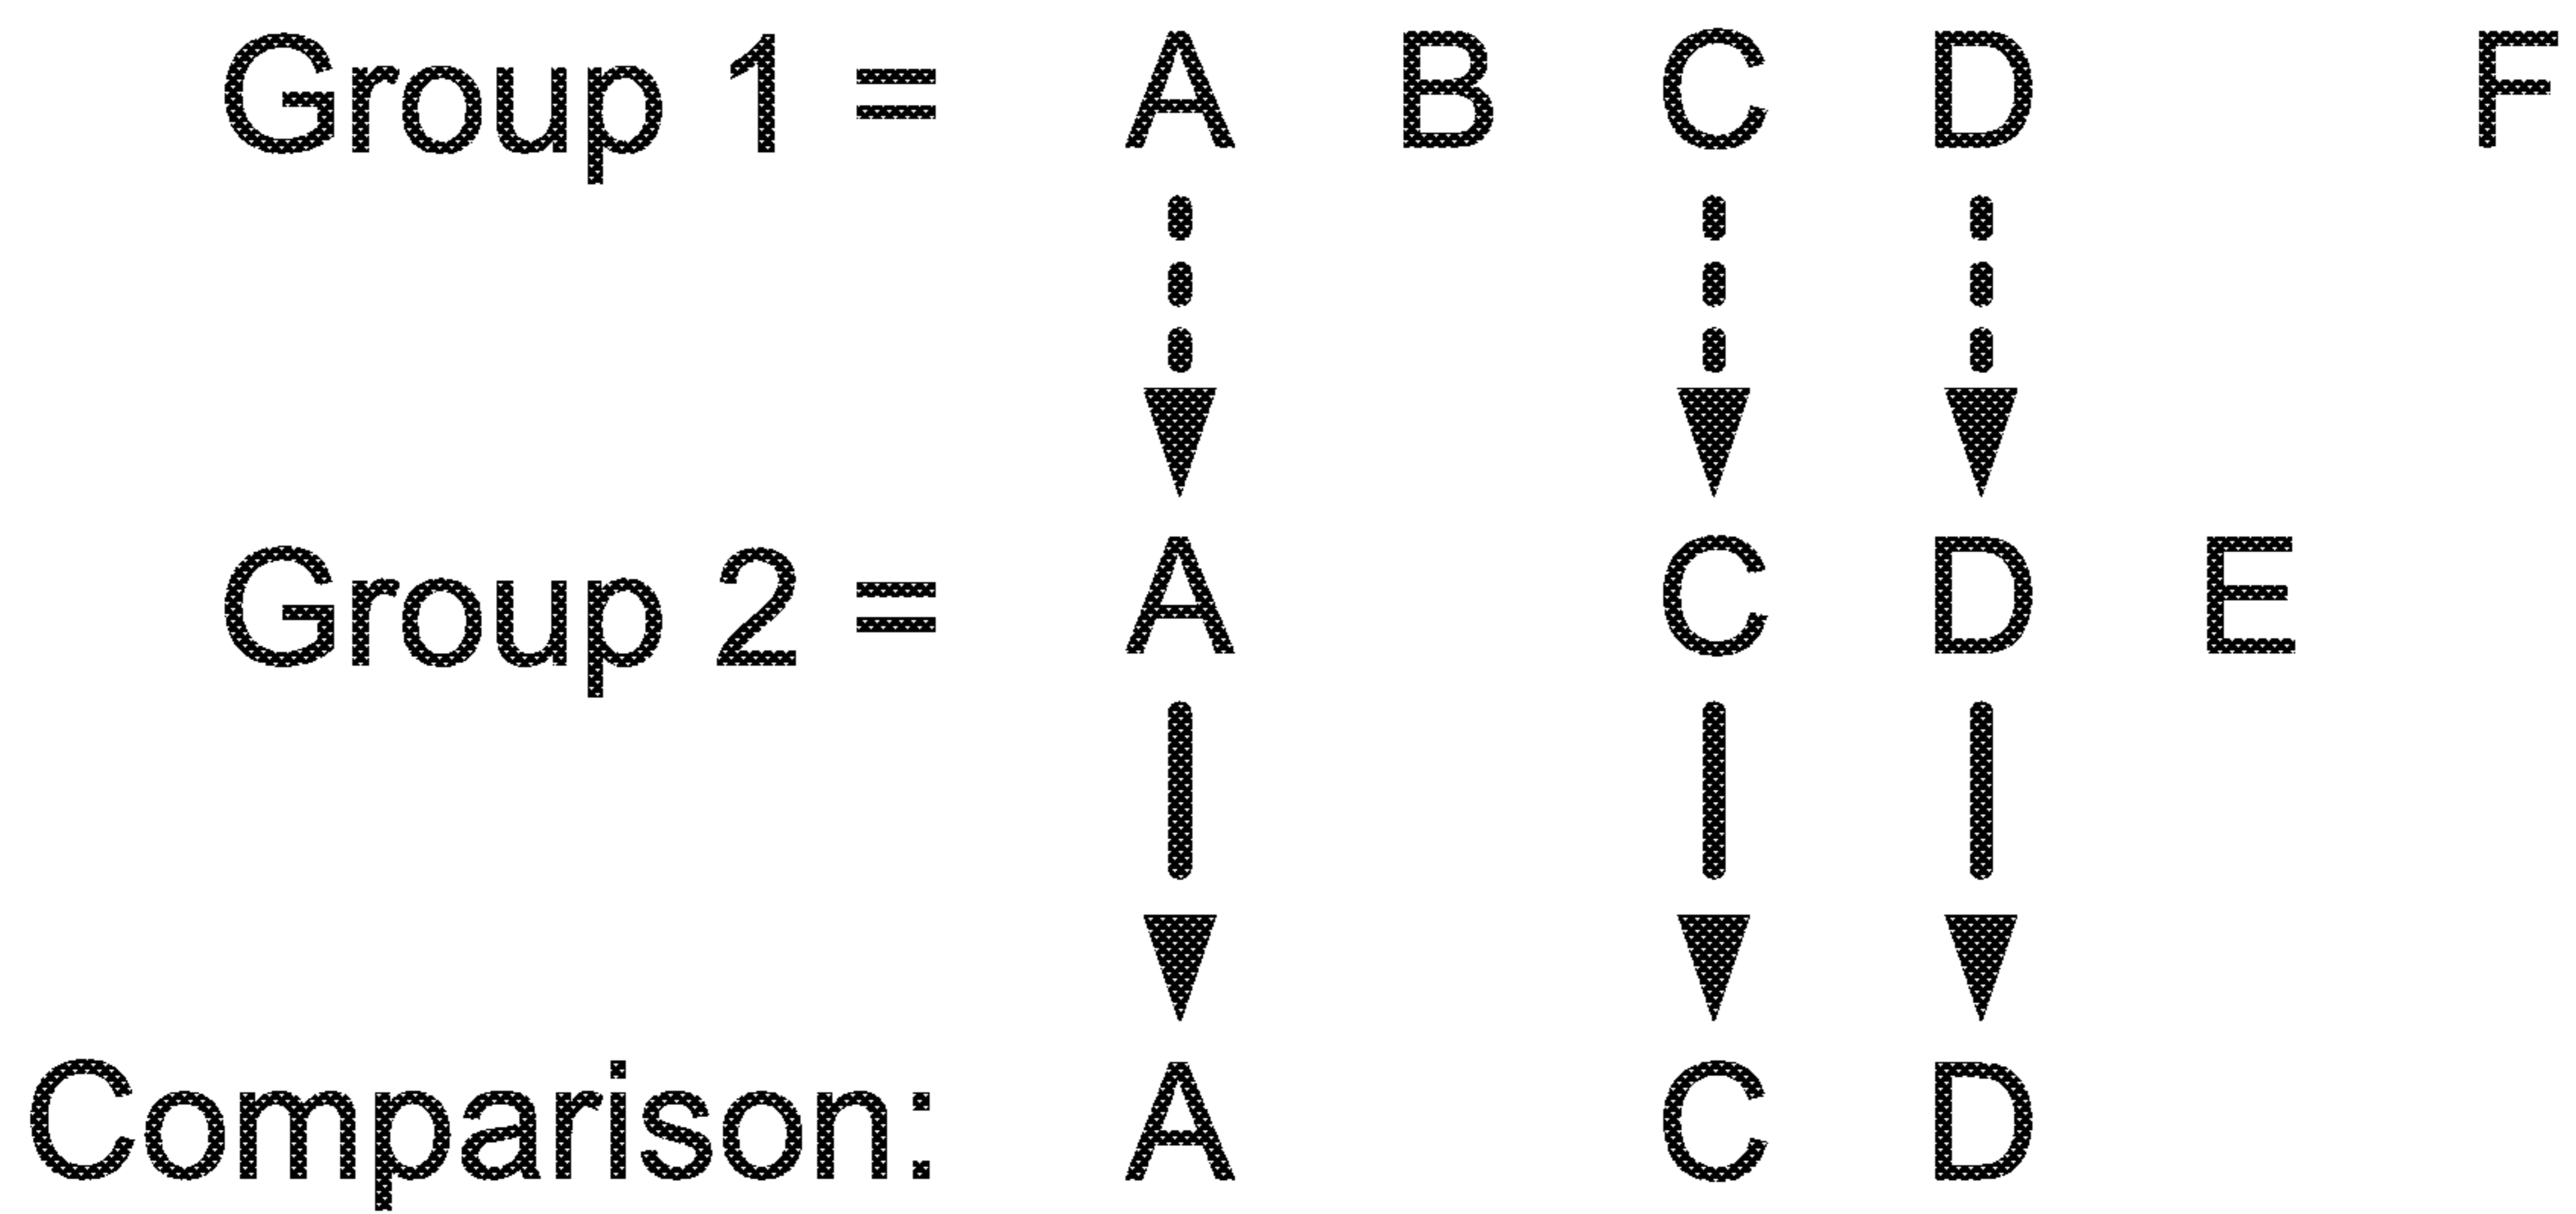 Group 1 = A B C D F
Group 2 = A C D E
Comparison: A C D